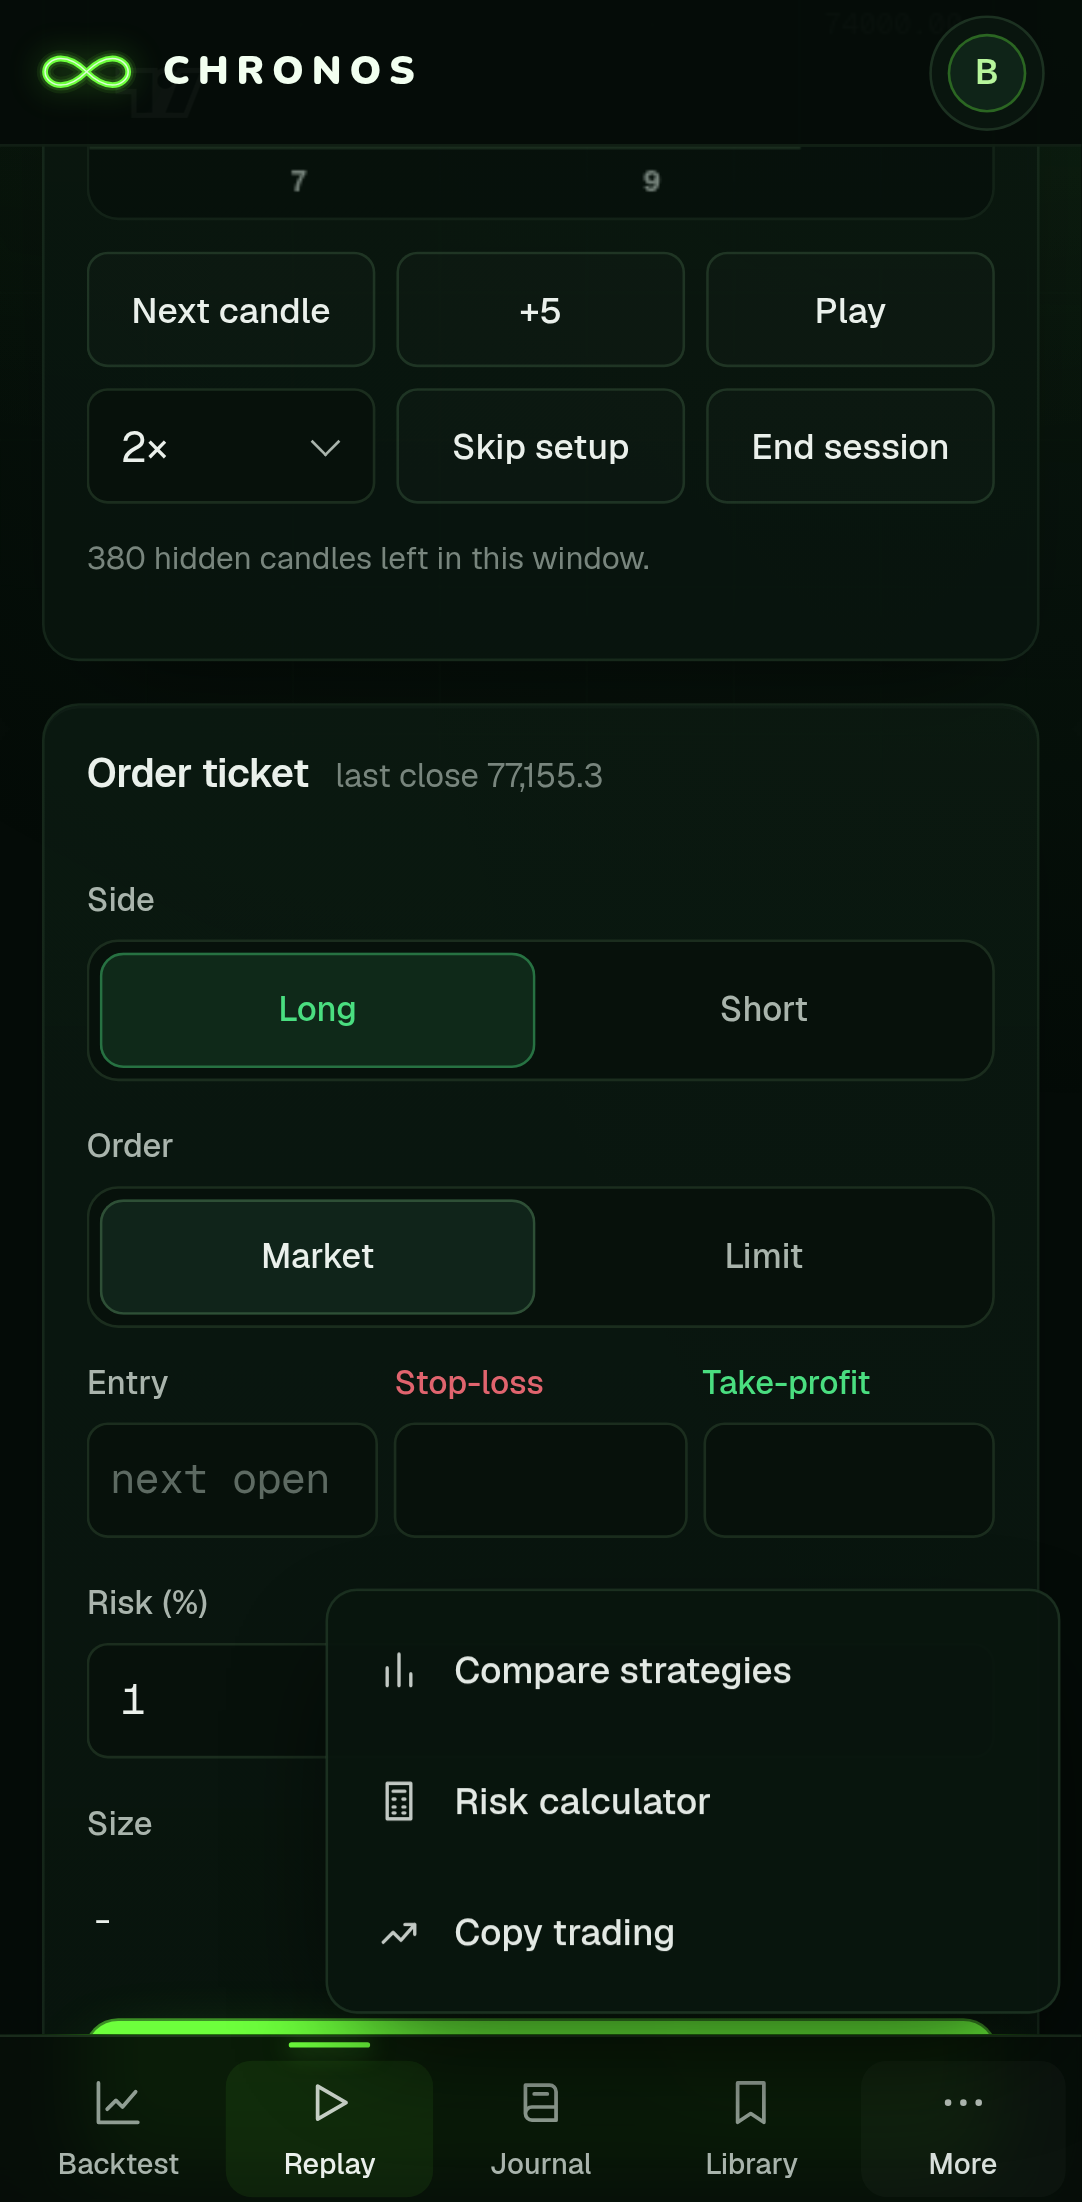 CHRONOS
B
7 9
Next candle +5 Play
2× Skip setup End session
380 hidden candles left in this window.
Order ticket last close 77,155.3
Side
Long Short
Order
Market Limit
Entry Stop-loss Take-profit
next open
Risk (%)
Compare strategies
1
Risk calculator
Size
-
Copy trading
Backtest Replay Journal Library More